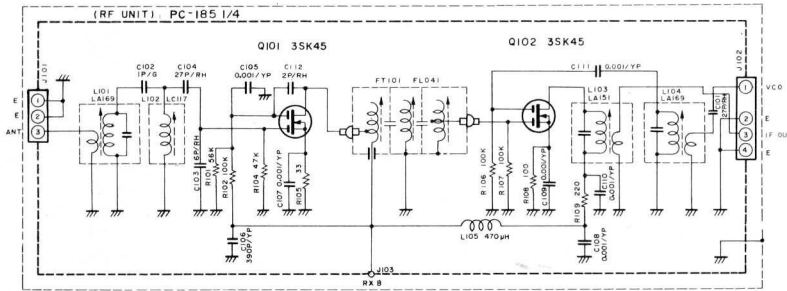 (RF UNIT) PC-185 1/4
Q101 3SK45
Q102 3SK45
J101
J102
C102
1P/G
C104
27P/RH
C105
0.001/YP
C112
2P/RH
C111 0.001/YP
L101
LA169
L102 LC117
FT101 FL041
L103
LA151
L104
LA169
C101
27P/RH
E 1
E 2
ANT 3
1 VCO
2 E
3 IF OU
4 E
C103 16P/RH
R101 56K
R102 100K
R104 47K
C107 0.001/YP
R105 33
R106 100K
R107 100K
R108 100
C109 0.001/YP
C110
0.001/YP
R109 220
C106
390P/YP
L105 470μH
C108
0.001/YP
J103
RX 8